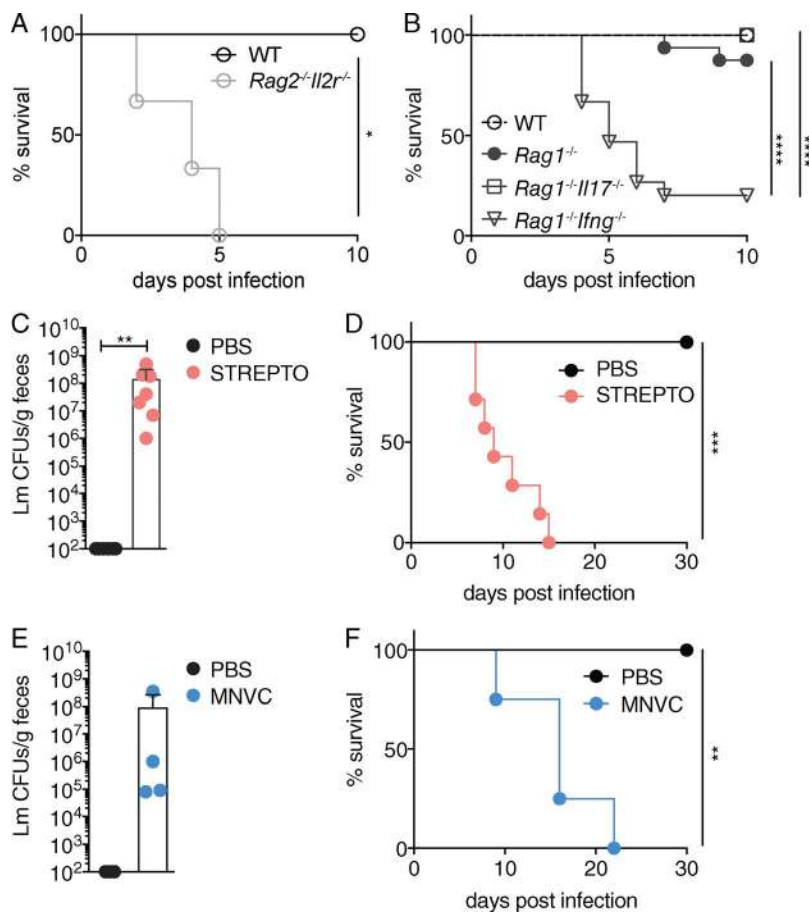 A
100
50
0
% survival
0
5
10
days post infection
WT
Rag2-/-Il2r-/-
*
B
100
50
0
% survival
0
5
10
days post infection
WT
Rag1-/-
Rag1-/-Il17-/-
Rag1-/-Ifng-/-
****
****
C
10^10
10^9
10^8
10^7
10^6
10^5
10^4
10^3
10^2
Lm CFUs/g feces
**
PBS
STREPTO
D
100
50
0
% survival
10
20
30
days post infection
PBS
STREPTO
***
E
10^10
10^9
10^8
10^7
10^6
10^5
10^4
10^3
10^2
Lm CFUs/g feces
PBS
MNVC
F
100
50
0
% survival
10
20
30
days post infection
PBS
MNVC
**